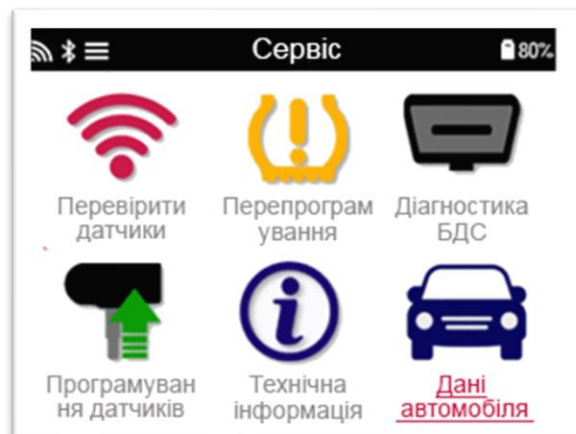 Сервіс 80%
Перевірити Перепрограм Діагностика
датчики ування БДС
Програмуван Технічна Дані
ня датчиків інформація автомобіля